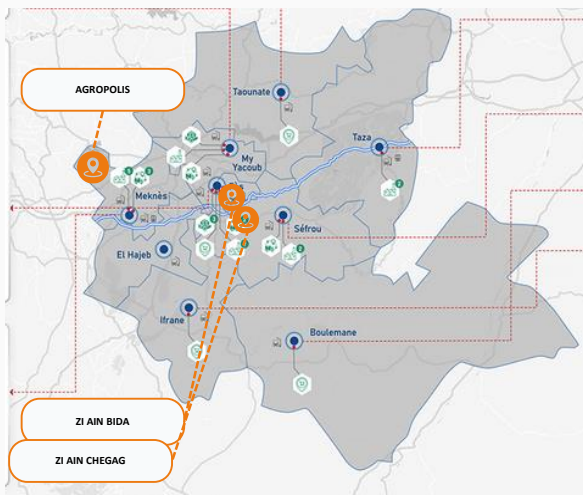 AGROPOLIS
Taounate
Taza
My
Yacoub
Meknès
Séfrou
El Hajeb
Ifrane
Boulemane
ZI AIN BIDA
ZI AIN CHEGAG